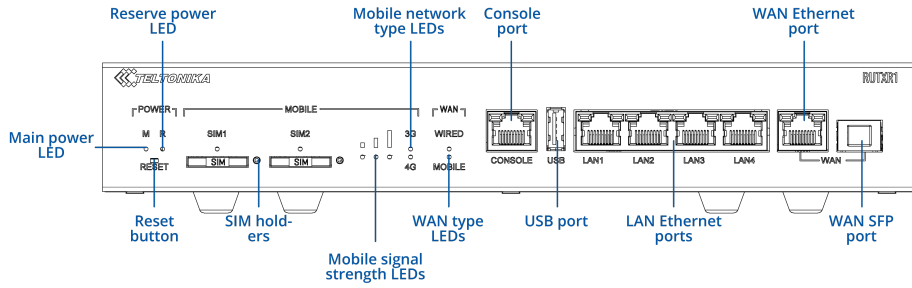 Reserve power
LED
Mobile network
type LEDs
Console
port
WAN Ethernet
port
TELTONIKA
RUTXR1
POWER
MOBILE
WAN
Main power
LED
M R
SIM1
SIM2
3G
WIRED
RESET
SIM
SIM
4G
MOBILE
CONSOLE
USB
LAN1
LAN2
LAN3
LAN4
WAN
Reset
button
SIM hold-
ers
Mobile signal
strength LEDs
WAN type
LEDs
USB port
LAN Ethernet
ports
WAN SFP
port